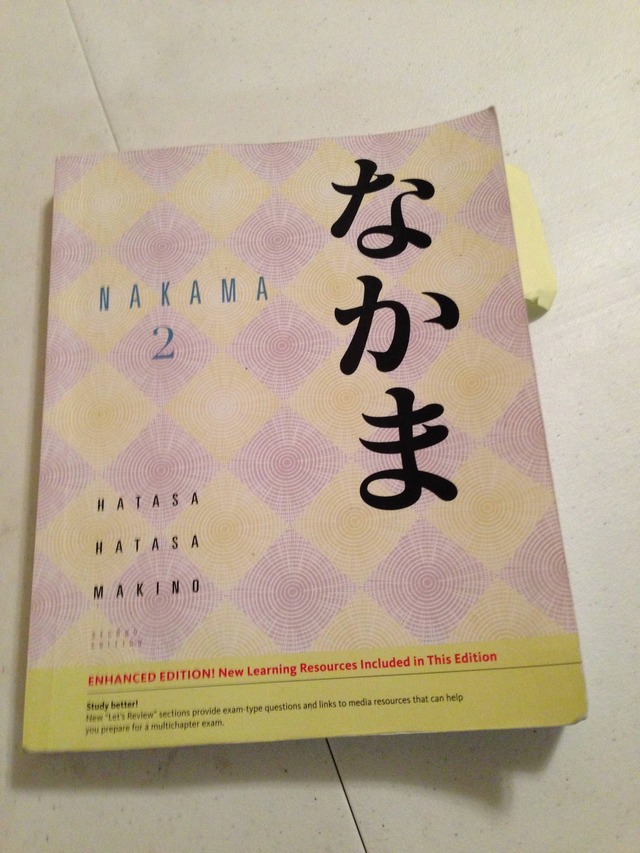 なかま
NAKAMA
2
HATASA
HATASA
MAKINO
SECOND
EDITION
ENHANCED EDITION! New Learning Resources Included in This Edition
Study better!
New "Let's Review" sections provide exam-type questions and links to media resources that can help
you prepare for a multichapter exam.